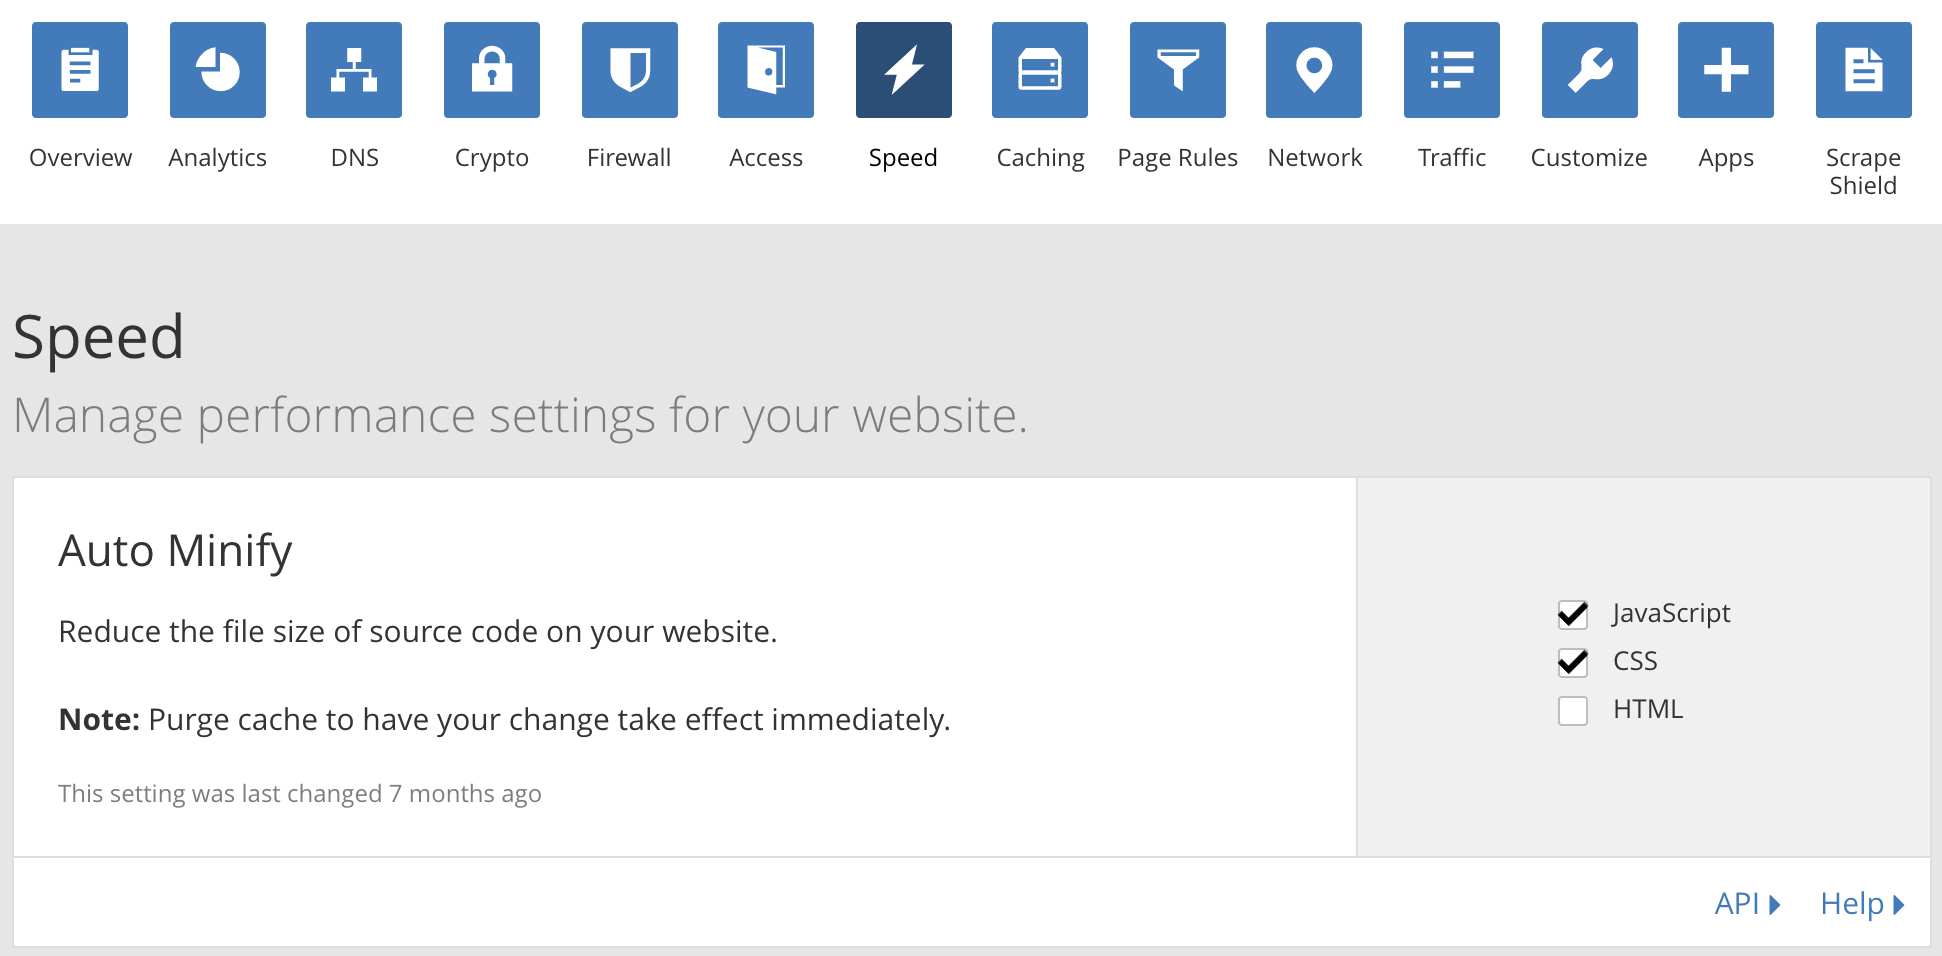 Overview Analytics DNS Crypto Firewall Access Speed Caching Page Rules Network Traffic Customize Apps Scrape
Shield
Speed
Manage performance settings for your website.
Auto Minify
Reduce the file size of source code on your website.
Note: Purge cache to have your change take effect immediately.
This setting was last changed 7 months ago
JavaScript
CSS
HTML
API Help